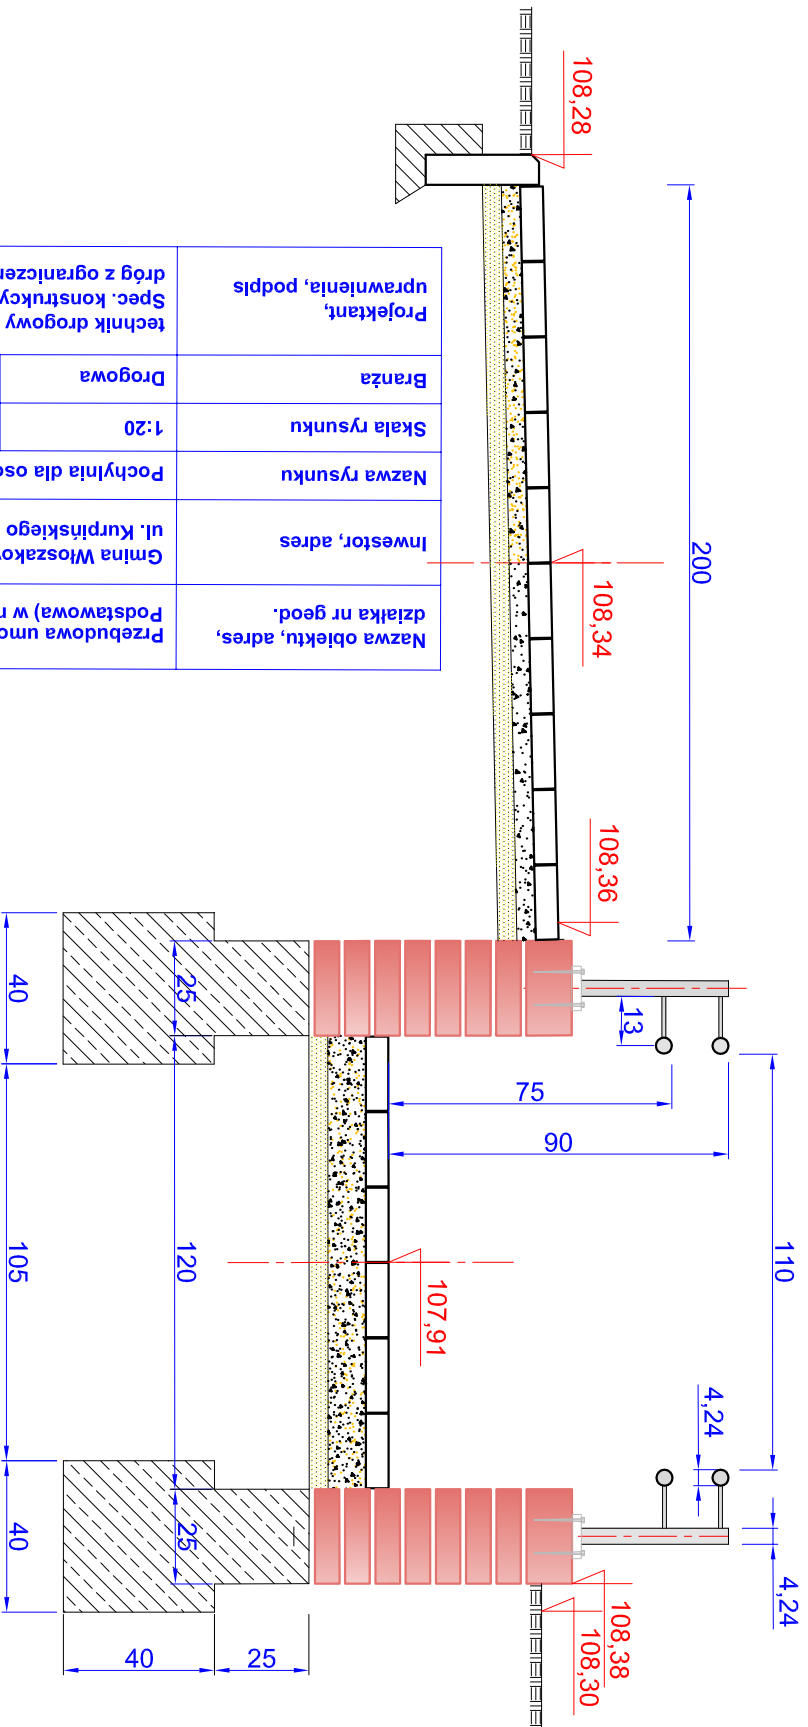 108,28
200
108,34
108,36
13
75
90
110
107,91
4,24
4,24
108,38
108,30
40
25
105
120
40
25
40
25
Nazwa obiektu, adres,
działka nr geod.
Przebudowa umo
Podstawowa) w m
Inwestor, adres
Gmina Włoszakow
ul. Kurpińskiego
Nazwa rysunku
Pochylnia dla oso
Skala rysunku
1:20
Branża
Drogowa
Projektant,
uprawnienia, podpis
technik drogowy
Spec. konstrukcy
dróg z ograniczen